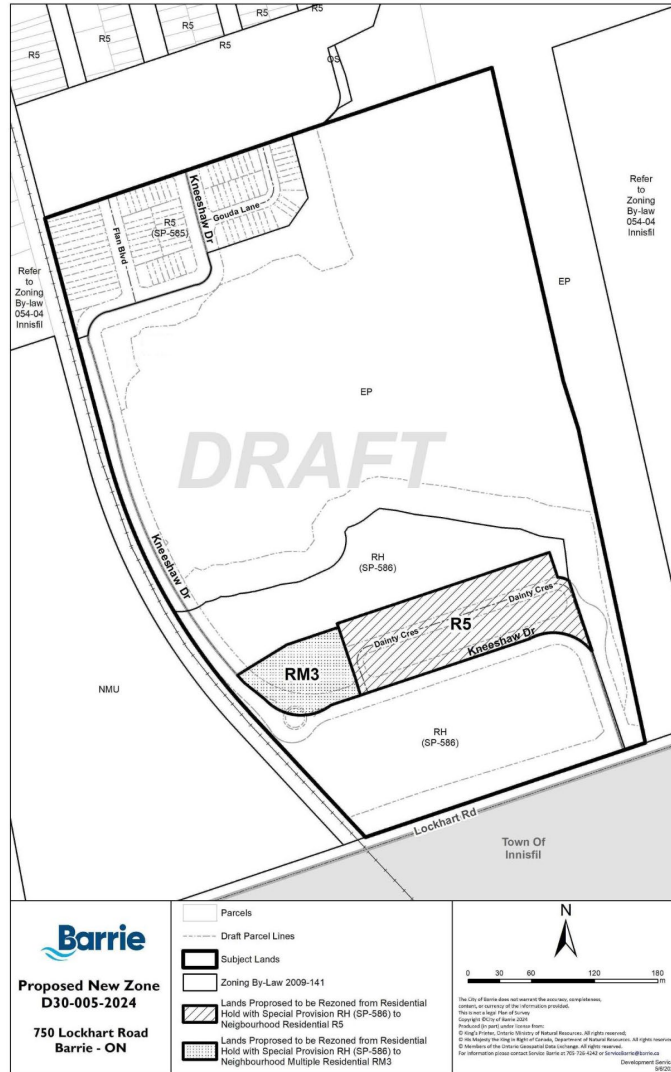 R5
R5
R5
R5
R5
R5
OS
Kneeshaw Dr
Gouda Lane
R5
(SP-585)
Flan Blvd
Refer
to
Zoning
By-law
054-04
Innisfil
Refer
to
Zoning
By-law
054-04
Innisfil
EP
EP
DRAFT
Kneeshaw Dr
RH
(SP-586)
Dainty Cres
Dainty Cres
R5
Kneeshaw Dr
RM3
NMU
RH
(SP-586)
Lockhart Rd
Town Of
Innisfil
Barrie
Proposed New Zone
D30-005-2024
750 Lockhart Road
Barrie - ON
Parcels
Draft Parcel Lines
Subject Lands
Zoning By-Law 2009-141
Lands Proprosed to be Rezoned from Residential
Hold with Special Provision RH (SP-586) to
Neigbourhood Residential R5
Lands Proprosed to be Rezoned from Residential
Hold with Special Provision RH (SP-586) to
Neighbourhood Multiple Residential RM3
N
0 30 60 120 180
m
The City of Barrie does not warrant the accuracy, completeness,
content, or currency of the information provided.
This is not a legal Plan of Survey
Copyright ©City of Barrie 2024
Produced (in part) under license from:
© King's Printer, Ontario Ministry of Natural Resources. All rights reserved;
© His Majesty the King in Right of Canada, Department of Natural Resources. All rights reserved;
© Members of the Ontario Geospatial Data Exchange. All rights reserved.
For information please contact Service Barrie at 705-726-4242 or ServiceBarrie@barrie.ca
Development Servic